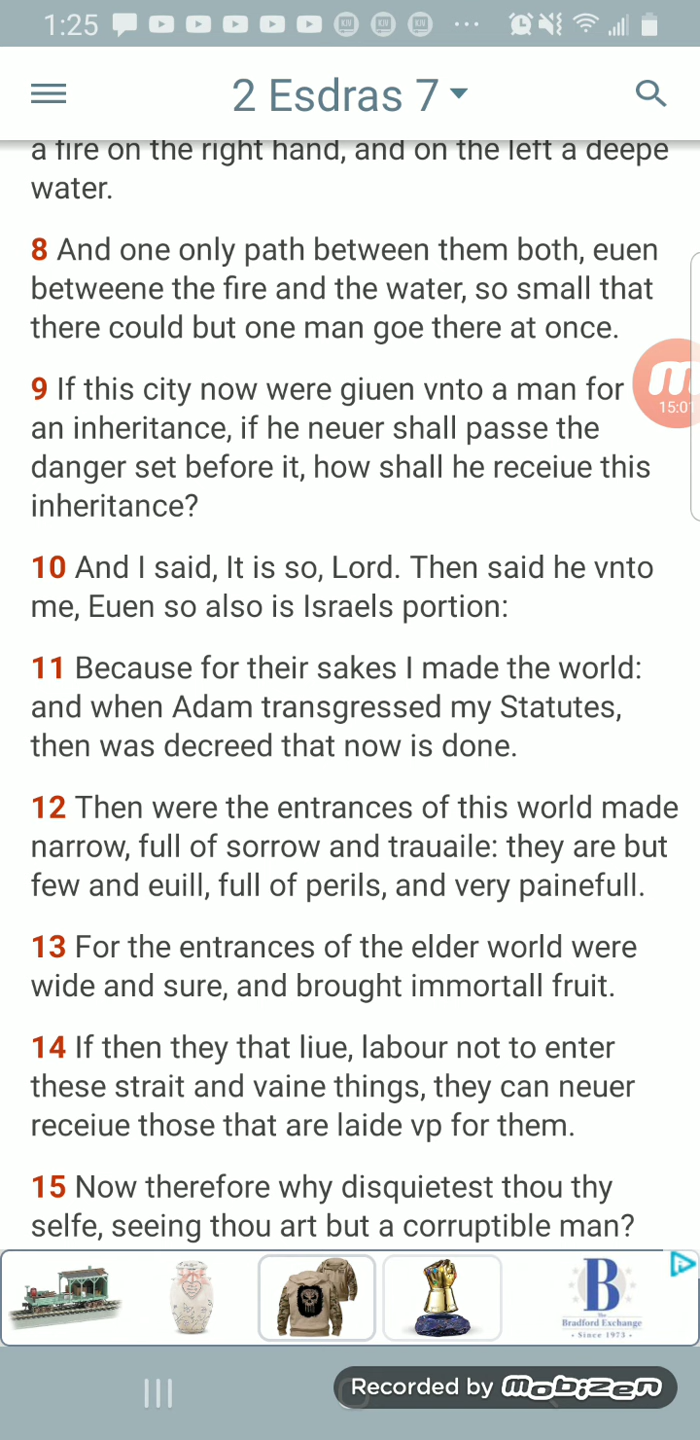 1:25
2 Esdras 7
a fire on the right hand, and on the left a deepe
water.
8 And one only path between them both, euen
betweene the fire and the water, so small that
there could but one man goe there at once.
9 If this city now were giuen vnto a man for
an inheritance, if he neuer shall passe the
danger set before it, how shall he receiue this
inheritance?
10 And I said, It is so, Lord. Then said he vnto
me, Euen so also is Israels portion:
11 Because for their sakes I made the world:
and when Adam transgressed my Statutes,
then was decreed that now is done.
12 Then were the entrances of this world made
narrow, full of sorrow and trauaile: they are but
few and euill, full of perils, and very painefull.
13 For the entrances of the elder world were
wide and sure, and brought immortall fruit.
14 If then they that liue, labour not to enter
these strait and vaine things, they can neuer
receiue those that are laide vp for them.
15 Now therefore why disquietest thou thy
selfe, seeing thou art but a corruptible man?
m
15:01
B
The
Bradford Exchange
• Since 1973 •
Recorded by mobizen